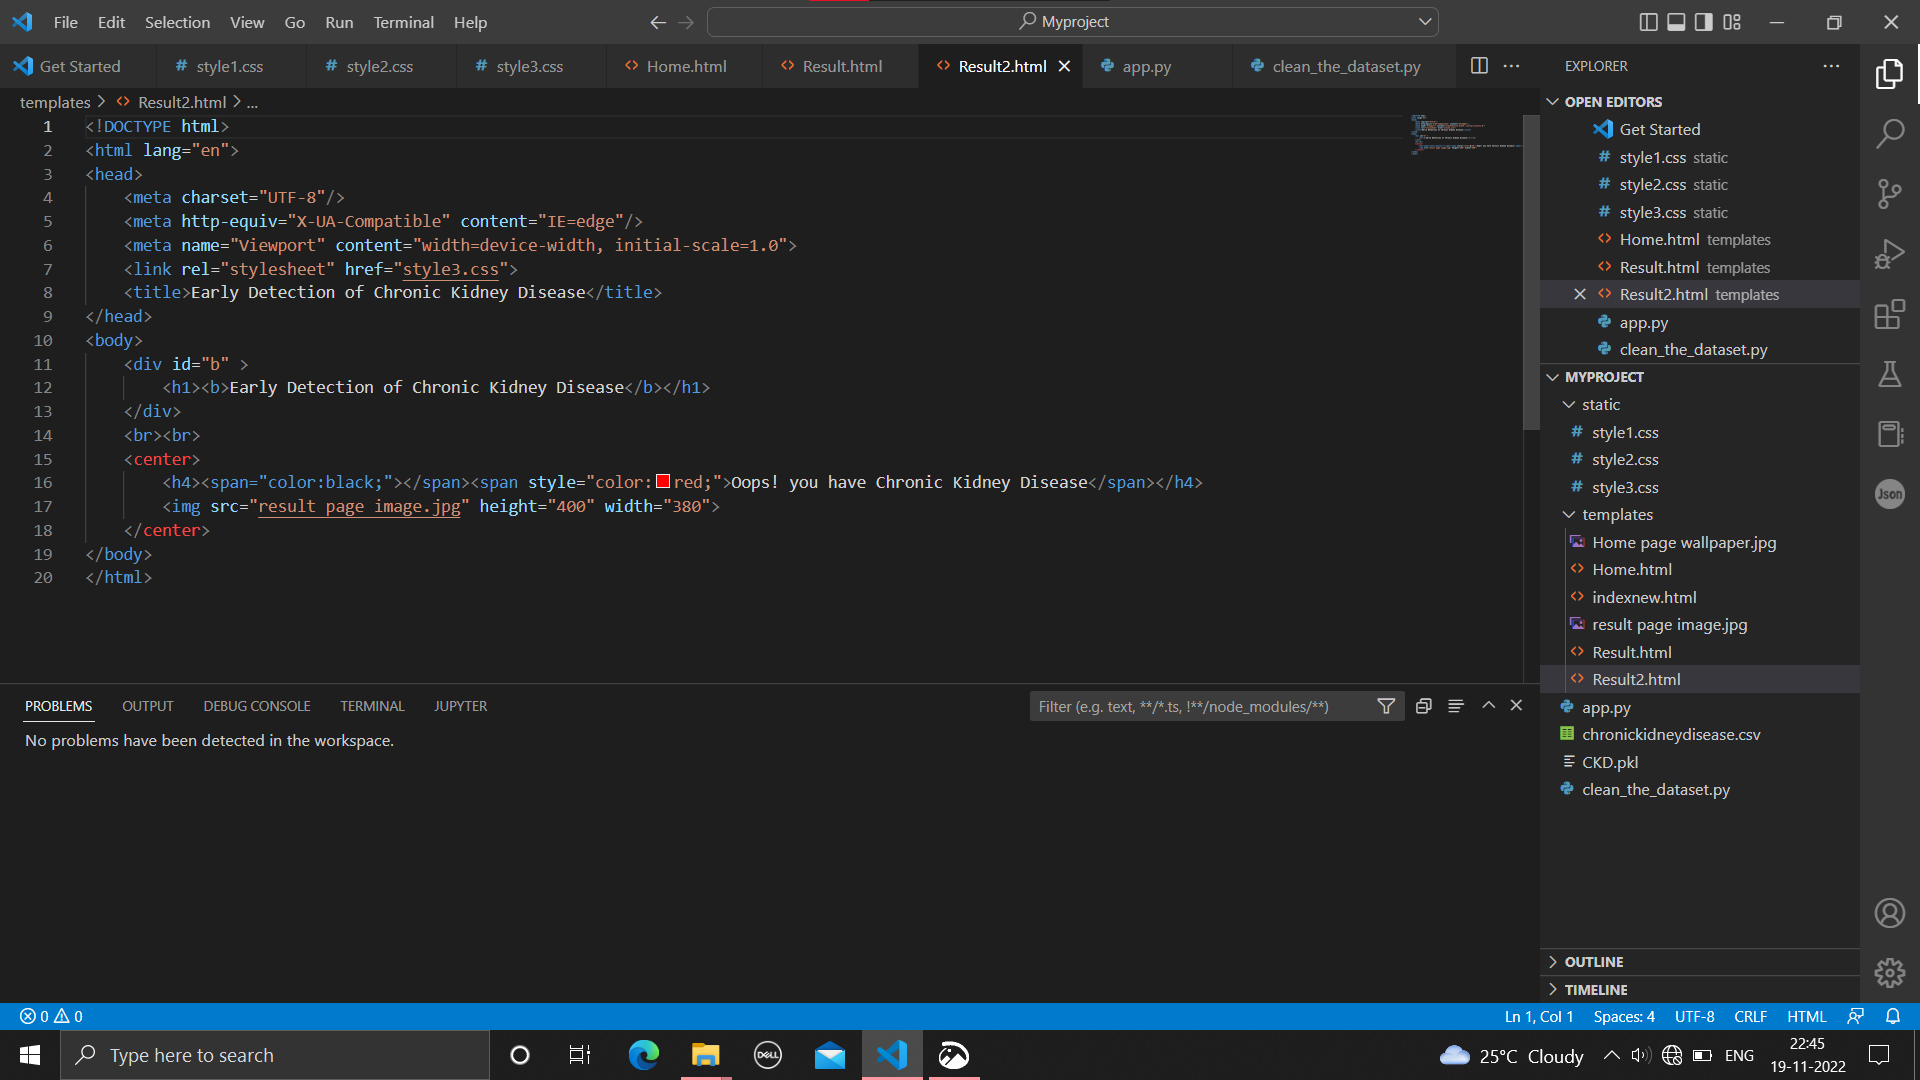 File Edit Selection View Go Run Terminal Help
Myproject
Get Started
style1.css
style2.css
style3.css
Home.html
Result.html
Result2.html
app.py
clean_the_dataset.py
templates > Result2.html > ...
1 <!DOCTYPE html>
2 <html lang="en">
3 <head>
4 <meta charset="UTF-8"/>
5 <meta http-equiv="X-UA-Compatible" content="IE=edge"/>
6 <meta name="Viewport" content="width=device-width, initial-scale=1.0">
7 <link rel="stylesheet" href="style3.css">
8 <title>Early Detection of Chronic Kidney Disease</title>
9 </head>
10 <body>
11 <div id="b" >
12 <h1><b>Early Detection of Chronic Kidney Disease</b></h1>
13 </div>
14 <br><br>
15 <center>
16 <h4><span="color:black;"></span><span style="color:red;">Oops! you have Chronic Kidney Disease</span></h4>
17 <img src="result page image.jpg" height="400" width="380">
18 </center>
19 </body>
20 </html>
PROBLEMS OUTPUT DEBUG CONSOLE TERMINAL JUPYTER
Filter (e.g. text, **/*.ts, !**/node_modules/**)
No problems have been detected in the workspace.
EXPLORER
OPEN EDITORS
Get Started
style1.css static
style2.css static
style3.css static
Home.html templates
Result.html templates
Result2.html templates
app.py
clean_the_dataset.py
MYPROJECT
static
style1.css
style2.css
style3.css
templates
Home page wallpaper.jpg
Home.html
indexnew.html
result page image.jpg
Result.html
Result2.html
app.py
chronickidneydisease.csv
CKD.pkl
clean_the_dataset.py
OUTLINE
TIMELINE
Json
0 0
Ln 1, Col 1 Spaces: 4 UTF-8 CRLF HTML
Type here to search
DELL
25°C Cloudy
ENG
22:45
19-11-2022